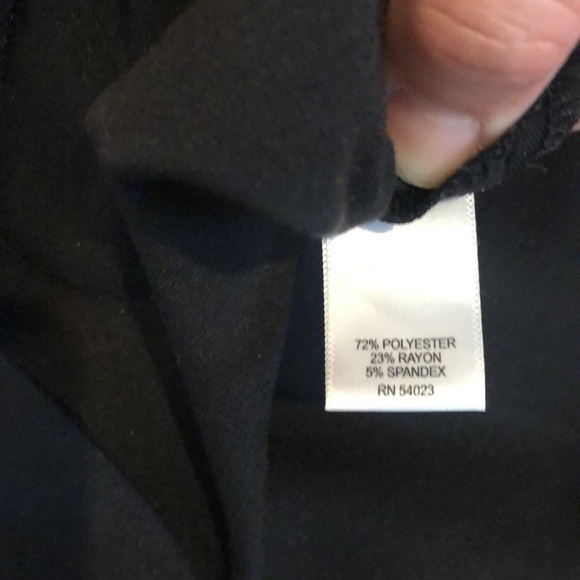 72% POLYESTER
23% RAYON
5% SPANDEX
RN 54023